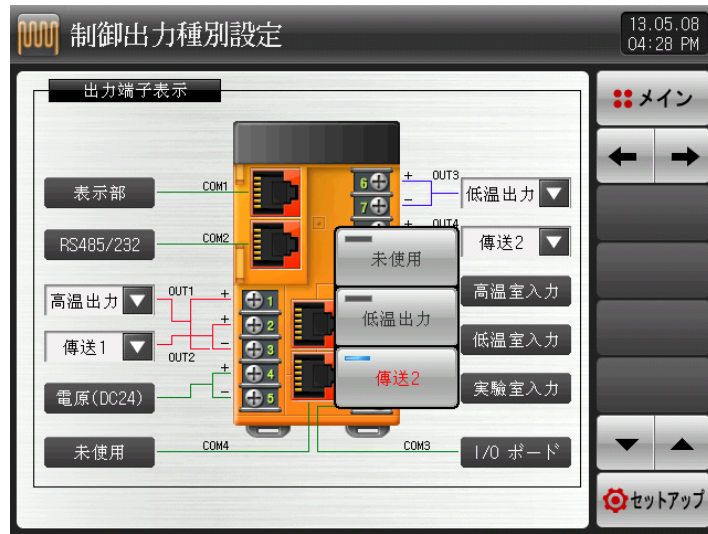 制御出力種別設定
13.05.08
04:28 PM
出力端子表示
メイン
表示部
COM1
6
+
OUT3
低温出力
7
-
RS485/232
COM2
+
OUT4
傳送2
未使用
低温出力
傳送2
高温出力
OUT1
+
1
高温室入力
+
2
低温室入力
傳送1
-
3
OUT2
電原(DC24)
+
4
-
5
実験室入力
未使用
COM4
COM3
I/O ボード
セットアップ